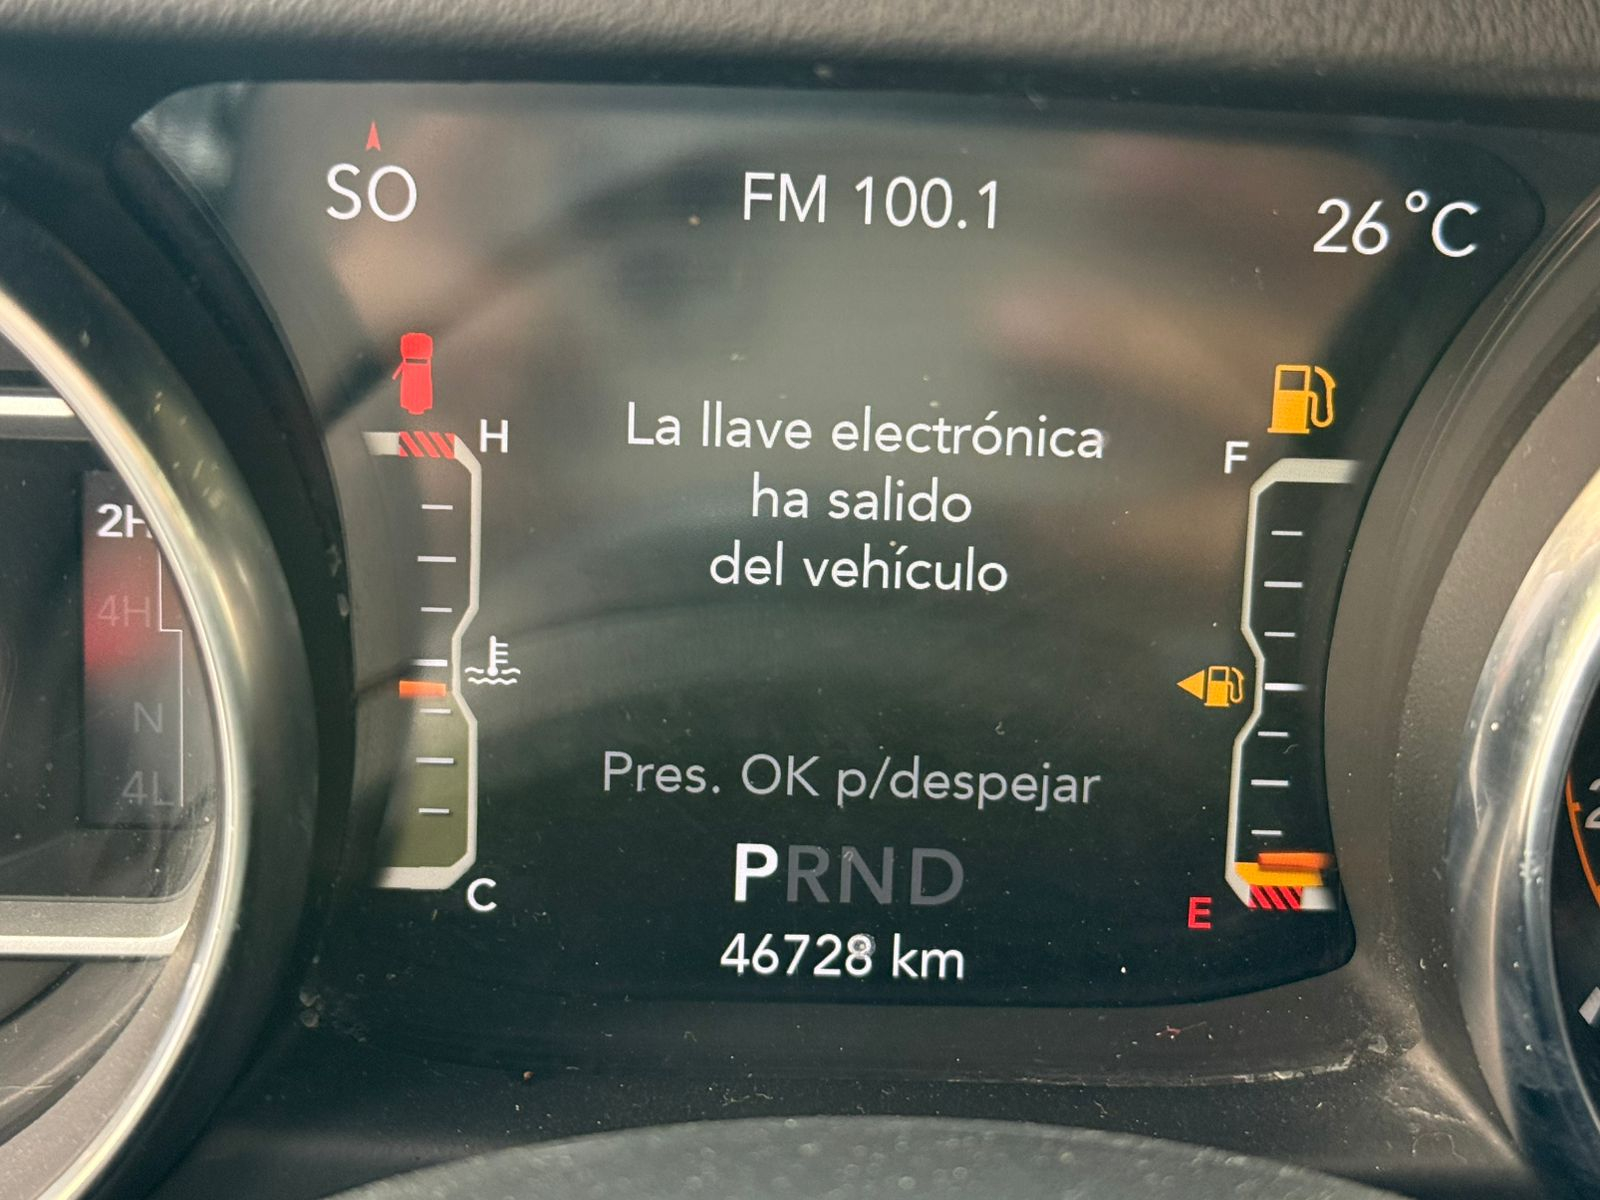 SO
FM 100.1
26°C
H
F
La llave electrónica
ha salido
del vehículo
2H
4H
N
4L
Pres. OK p/despejar
PRND
C
E
46728 km